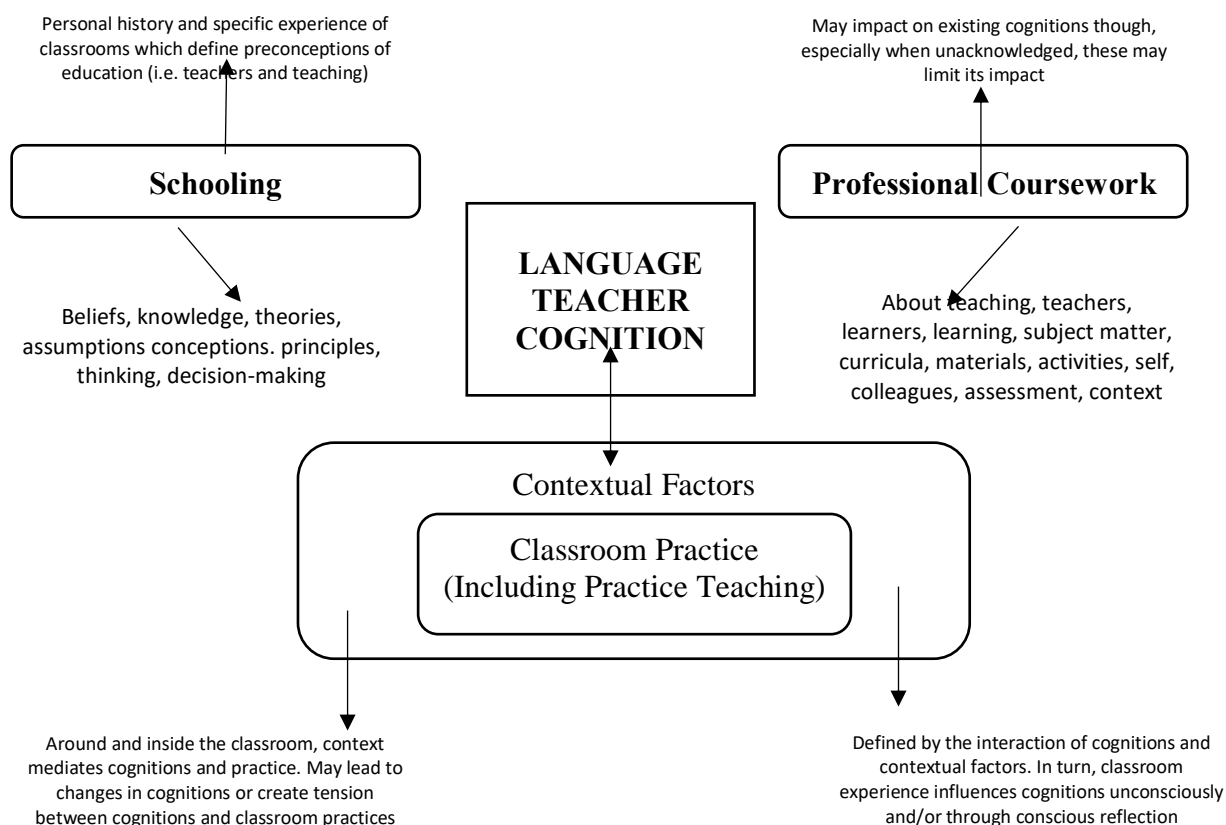 Personal history and specific experience of
classrooms which define preconceptions of
education (i.e. teachers and teaching)
May impact on existing cognitions though,
especially when unacknowledged, these may
limit its impact
Schooling
Professional Coursework
LANGUAGE
TEACHER
COGNITION
Beliefs, knowledge, theories,
assumptions conceptions. principles,
thinking, decision-making
About teaching, teachers,
learners, learning, subject matter,
curricula, materials, activities, self,
colleagues, assessment, context
Contextual Factors
Classroom Practice
(Including Practice Teaching)
Around and inside the classroom, context
mediates cognitions and practice. May lead to
changes in cognitions or create tension
between cognitions and classroom practices
Defined by the interaction of cognitions and
contextual factors. In turn, classroom
experience influences cognitions unconsciously
and/or through conscious reflection